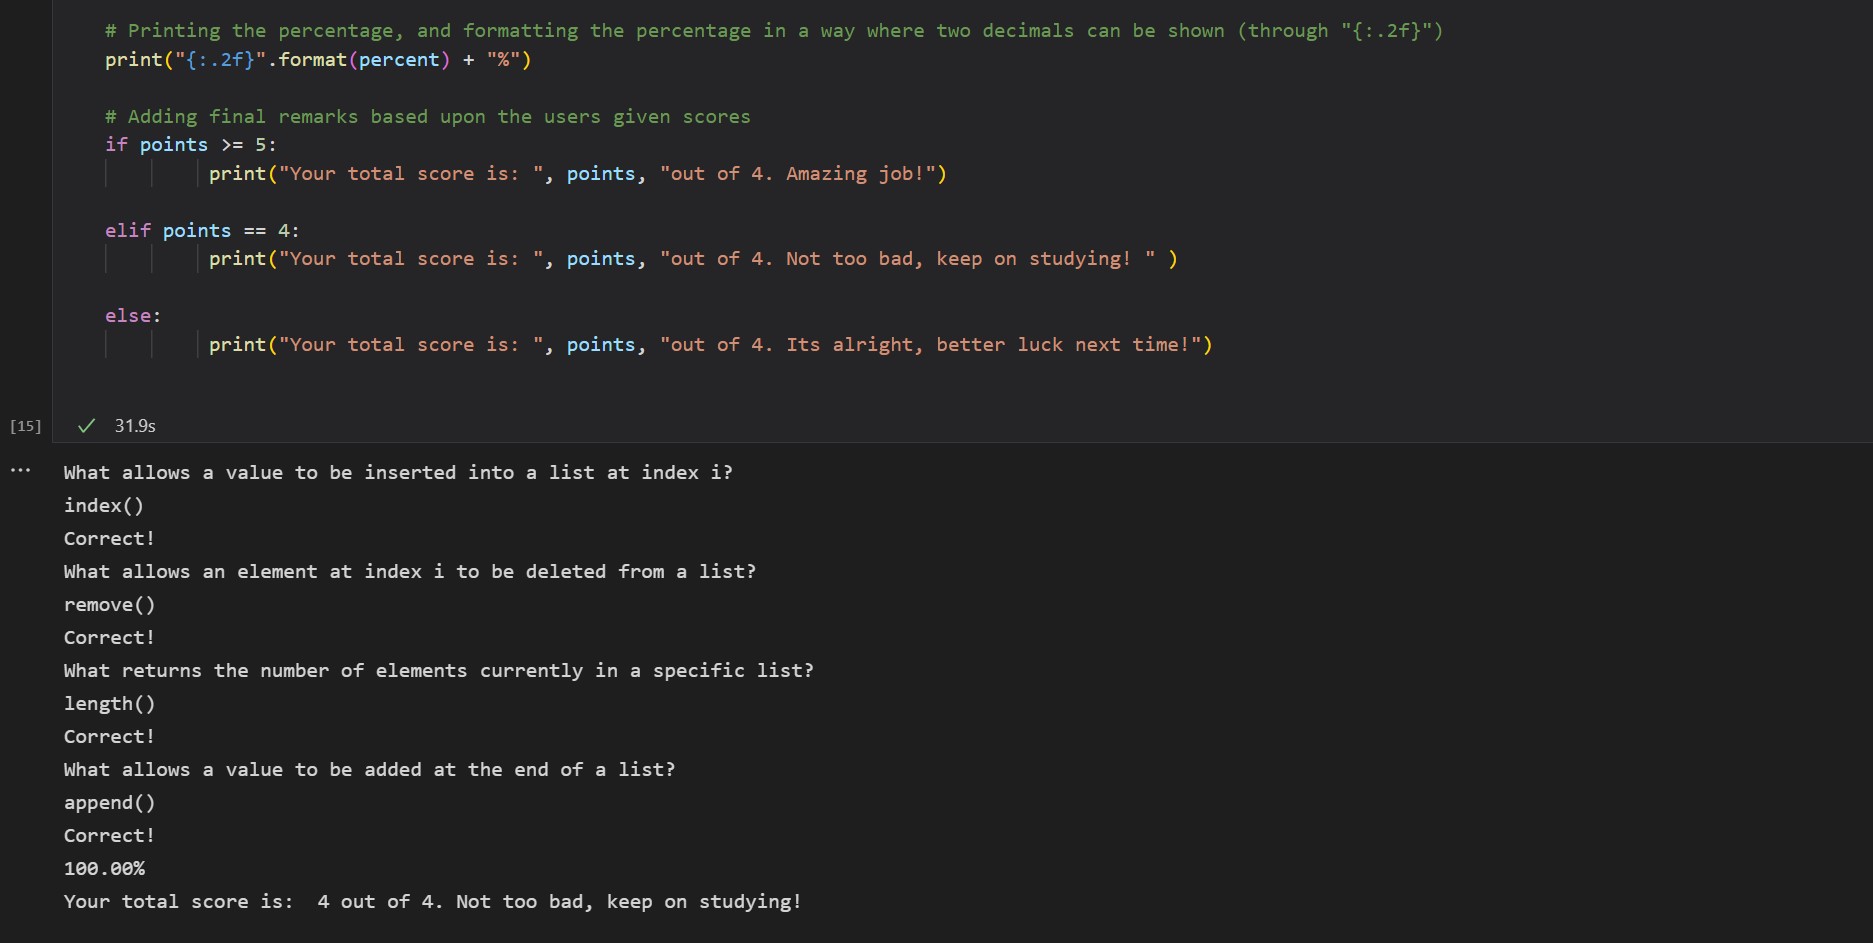 # Printing the percentage, and formatting the percentage in a way where two decimals can be shown (through "{:.2f}")
print("{:.2f}".format(percent) + "%")
# Adding final remarks based upon the users given scores
if points >= 5:
print("Your total score is: ", points, "out of 4. Amazing job!")
elif points == 4:
print("Your total score is: ", points, "out of 4. Not too bad, keep on studying! " )
else:
print("Your total score is: ", points, "out of 4. Its alright, better luck next time!")
[15] ✓ 31.9s
... What allows a value to be inserted into a list at index i?
index()
Correct!
What allows an element at index i to be deleted from a list?
remove()
Correct!
What returns the number of elements currently in a specific list?
length()
Correct!
What allows a value to be added at the end of a list?
append()
Correct!
100.00%
Your total score is:  4 out of 4. Not too bad, keep on studying!